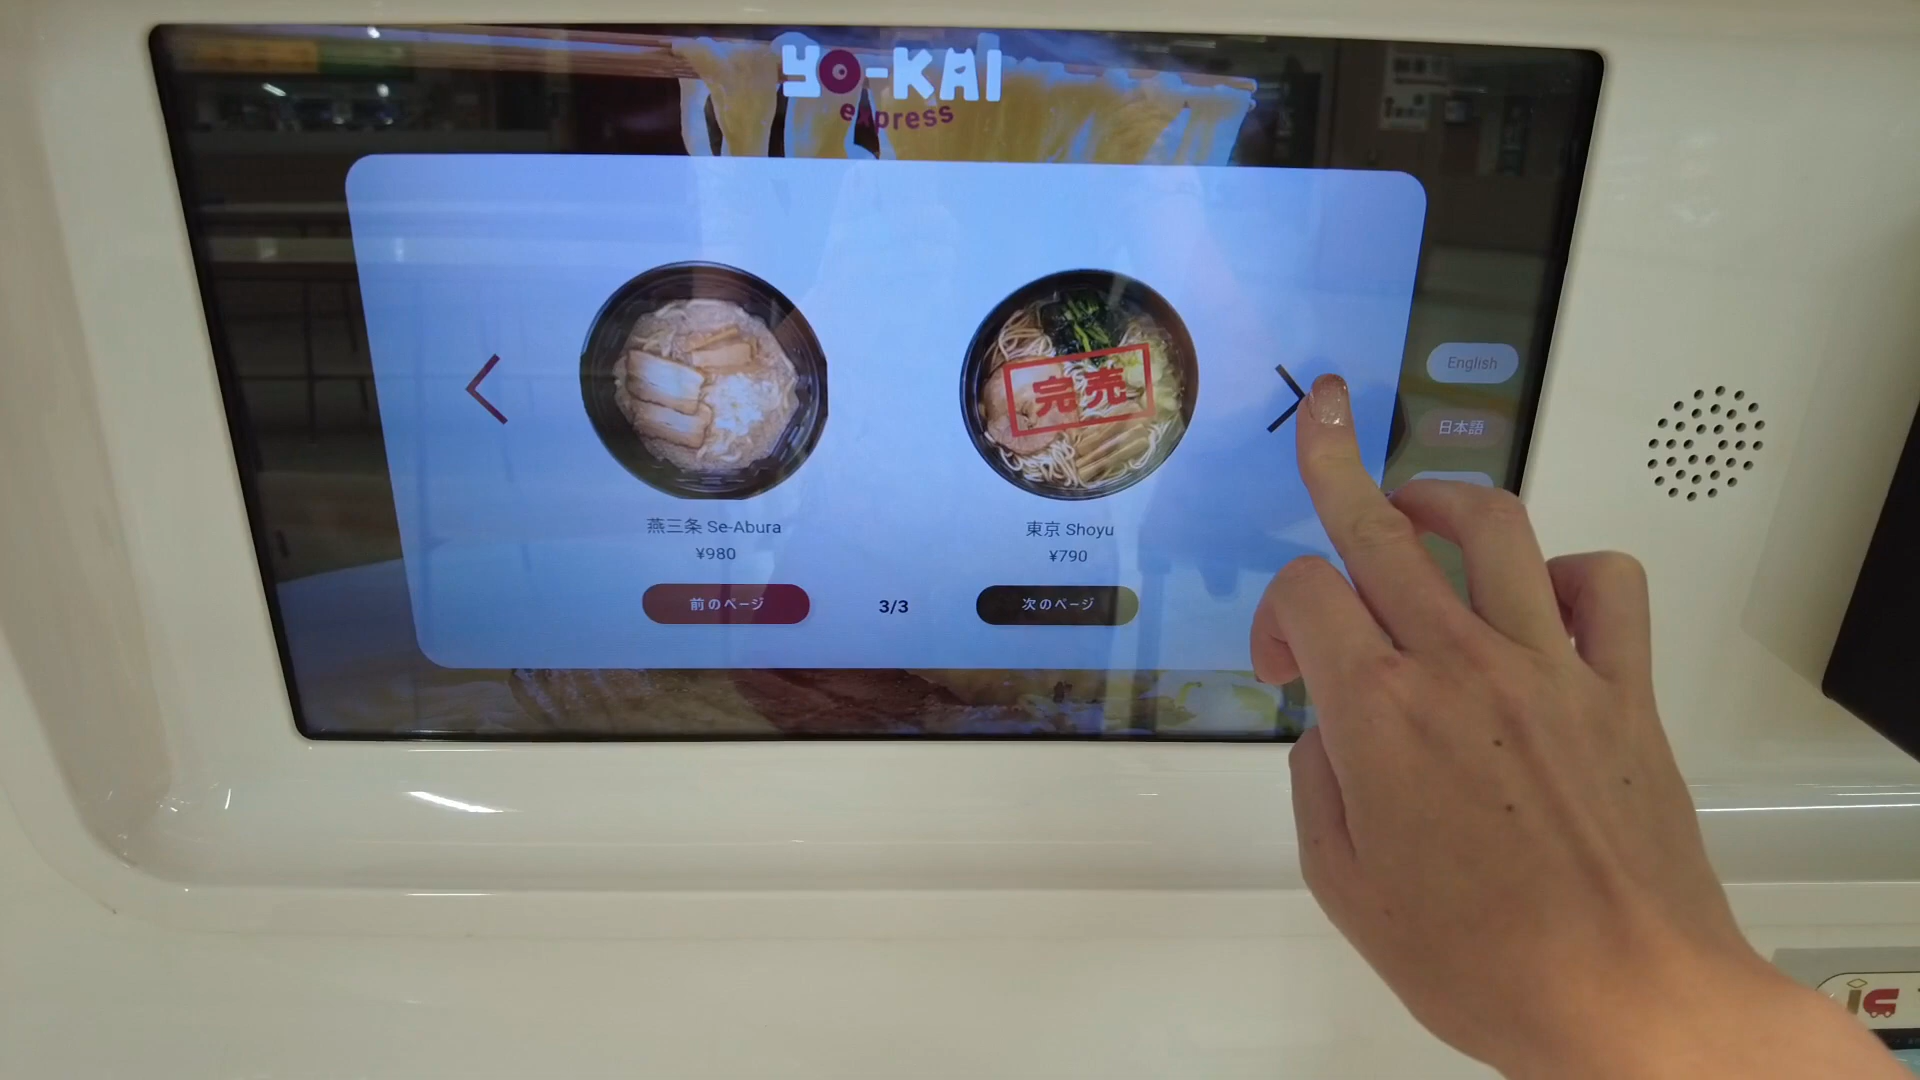 YO-KAI
express
完売
燕三条 Se-Abura
¥980
東京 Shoyu
¥790
前のページ
3/3
次のページ
English
日本語